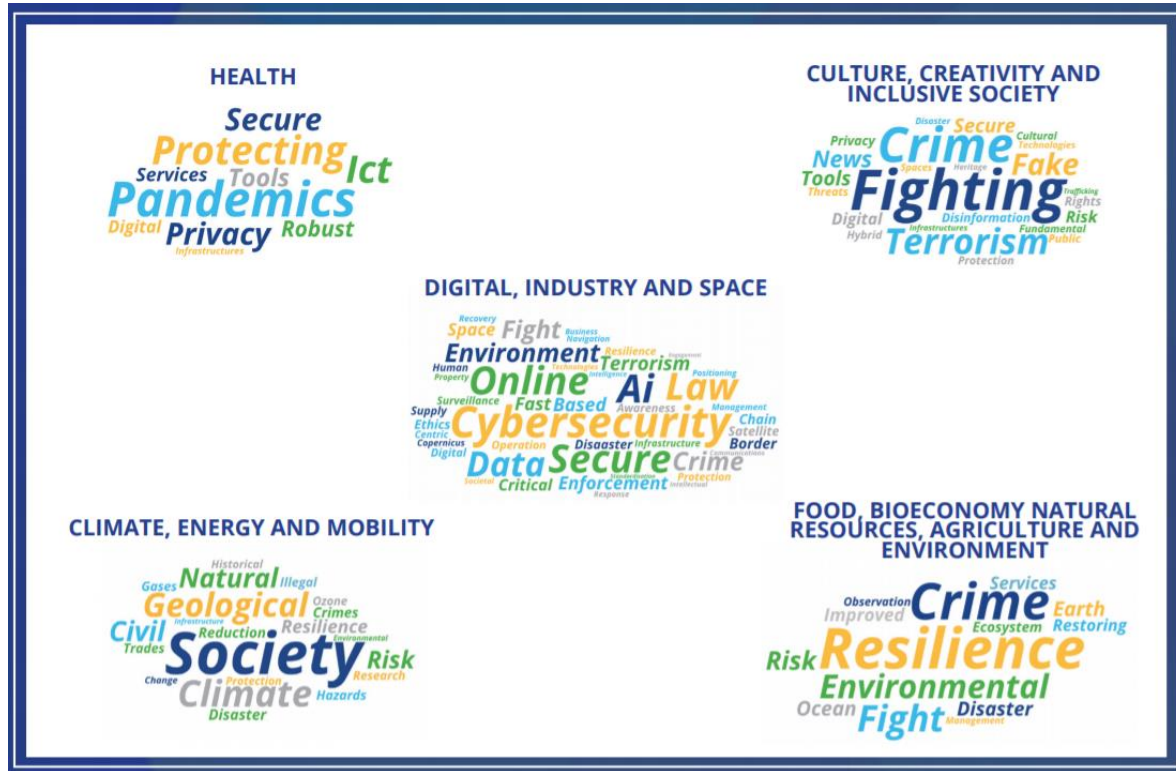 HEALTH
Secure
Protecting
Ict
Services Tools
Pandemics
Digital Privacy Robust
Infrastructures
CULTURE, CREATIVITY AND
INCLUSIVE SOCIETY
Disaster Secure
Privacy Crime Cultural
Technologies
News Fake
Spaces Heritage
Tools
Threats Fighting Trafficking
Rights
Digital Disinformation Risk
Hybrid Infrastructures Fundamental
Terrorism Public
Protection
DIGITAL, INDUSTRY AND SPACE
Recovery
Space Fight Business
Navigation
Environment Resilience Engagement
Human Technologies Terrorism
Property Online Intelligence Ai Law Positioning
Surveillance Fast Based Awareness Management
Supply Cybersecurity Chain
Ethics Satellite
Centric
Copernicus Operation Disaaster Infrastructure Border
Digital Data Secure Crime Communications
Societal Standardisation Protection
Critical Enforcement Intellectual
Response
CLIMATE, ENERGY AND MOBILITY
Historical
Gases Natural Illegal
Geological Ozone
Crimes
Infrastructure
Civil Reduction Resilience
Trades Society Environmental
Risk
Change Protection Research
Climate Hazards
Disaster
FOOD, BIOECONOMY NATURAL
RESOURCES, AGRICULTURE AND
ENVIRONMENT
Services
Observation Crime Earth
Improved Ecosystem Restoring
Resilience
Risk Environmental
Ocean Fight Disaster
Management